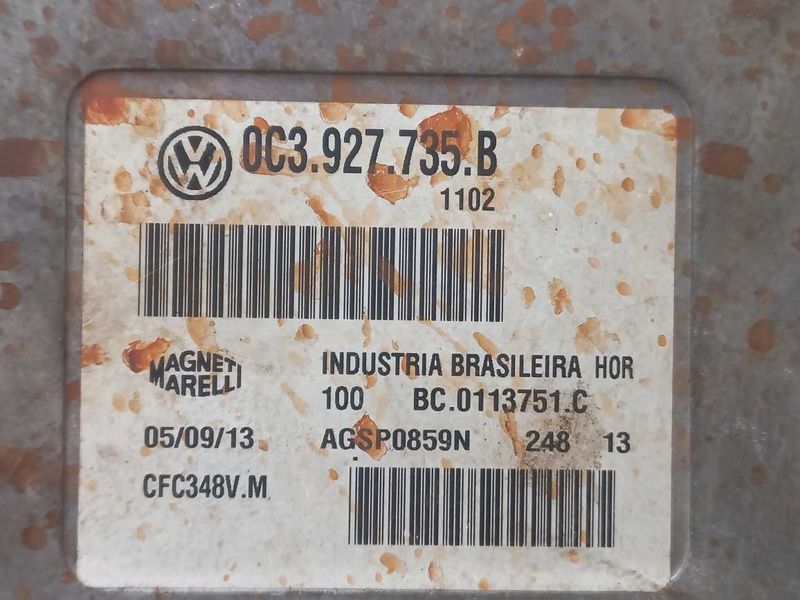 0C3.927.735.B
1102
MAGNETI MARELLI
INDUSTRIA BRASILEIRA HOR
100 BC.0113751.C
05/09/13
AGSP0859N 248 13
CFC348V.M